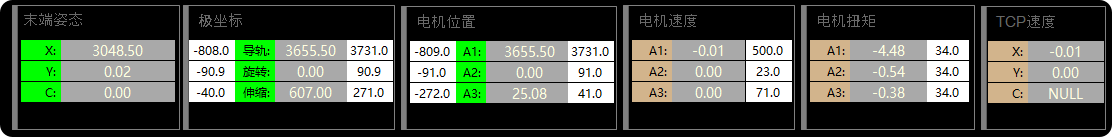 末端姿态
X: 3048.50
Y: 0.02
C: 0.00
极坐标
-808.0 导轨: 3655.50 3731.0
-90.9 旋转: 0.00 90.9
-40.0 伸缩: 607.00 271.0
电机位置
-809.0 A1: 3655.50 3731.0
-91.0 A2: 0.00 91.0
-272.0 A3: 25.08 41.0
电机速度
A1: -0.01 500.0
A2: 0.00 23.0
A3: 0.00 71.0
电机扭矩
A1: -4.48 34.0
A2: -0.54 34.0
A3: -0.38 34.0
TCP速度
X: -0.01
Y: 0.00
C: NULL